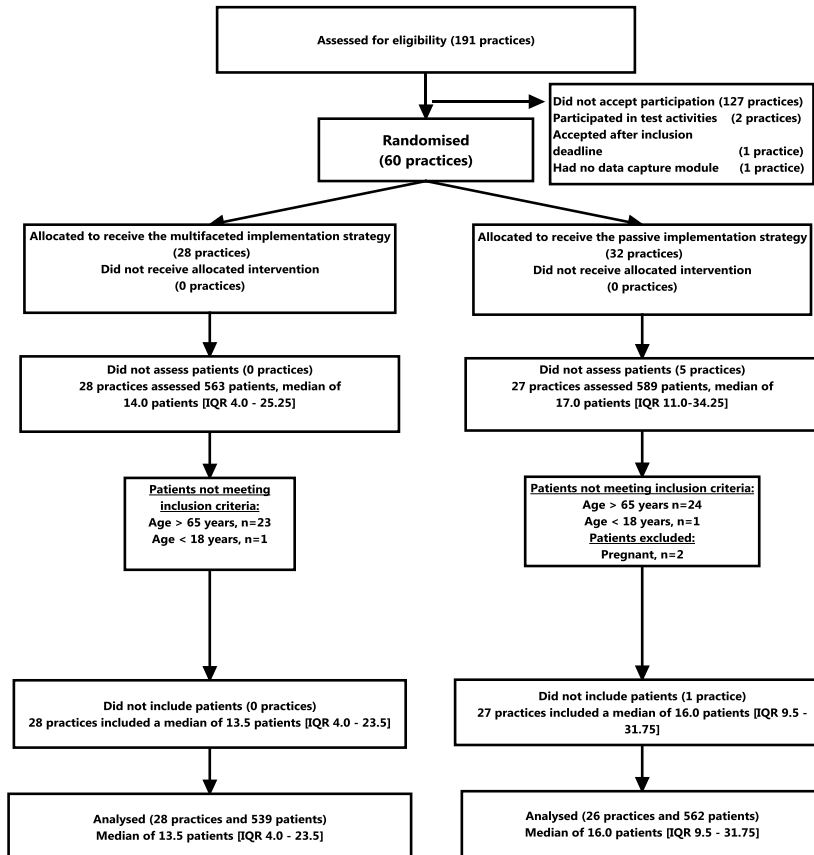 Assessed for eligibility (191 practices)
Did not accept participation (127 practices)
Participated in test activities (2 practices)
Accepted after inclusion
deadline (1 practice)
Had no data capture module (1 practice)
Randomised
(60 practices)
Allocated to receive the multifaceted implementation strategy
(28 practices)
Did not receive allocated intervention
(0 practices)
Allocated to receive the passive implementation strategy
(32 practices)
Did not receive allocated intervention
(0 practices)
Did not assess patients (0 practices)
28 practices assessed 563 patients, median of
14.0 patients [IQR 4.0 - 25.25]
Did not assess patients (5 practices)
27 practices assessed 589 patients, median of
17.0 patients [IQR 11.0-34.25]
Patients not meeting
inclusion criteria:
Age > 65 years, n=23
Age < 18 years, n=1
Patients not meeting inclusion criteria:
Age > 65 years n=24
Age < 18 years, n=1
Patients excluded:
Pregnant, n=2
Did not include patients (0 practices)
28 practices included a median of 13.5 patients [IQR 4.0 - 23.5]
Did not include patients (1 practice)
27 practices included a median of 16.0 patients [IQR 9.5 -
31.75]
Analysed (28 practices and 539 patients)
Median of 13.5 patients [IQR 4.0 - 23.5]
Analysed (26 practices and 562 patients)
Median of 16.0 patients [IQR 9.5 - 31.75]